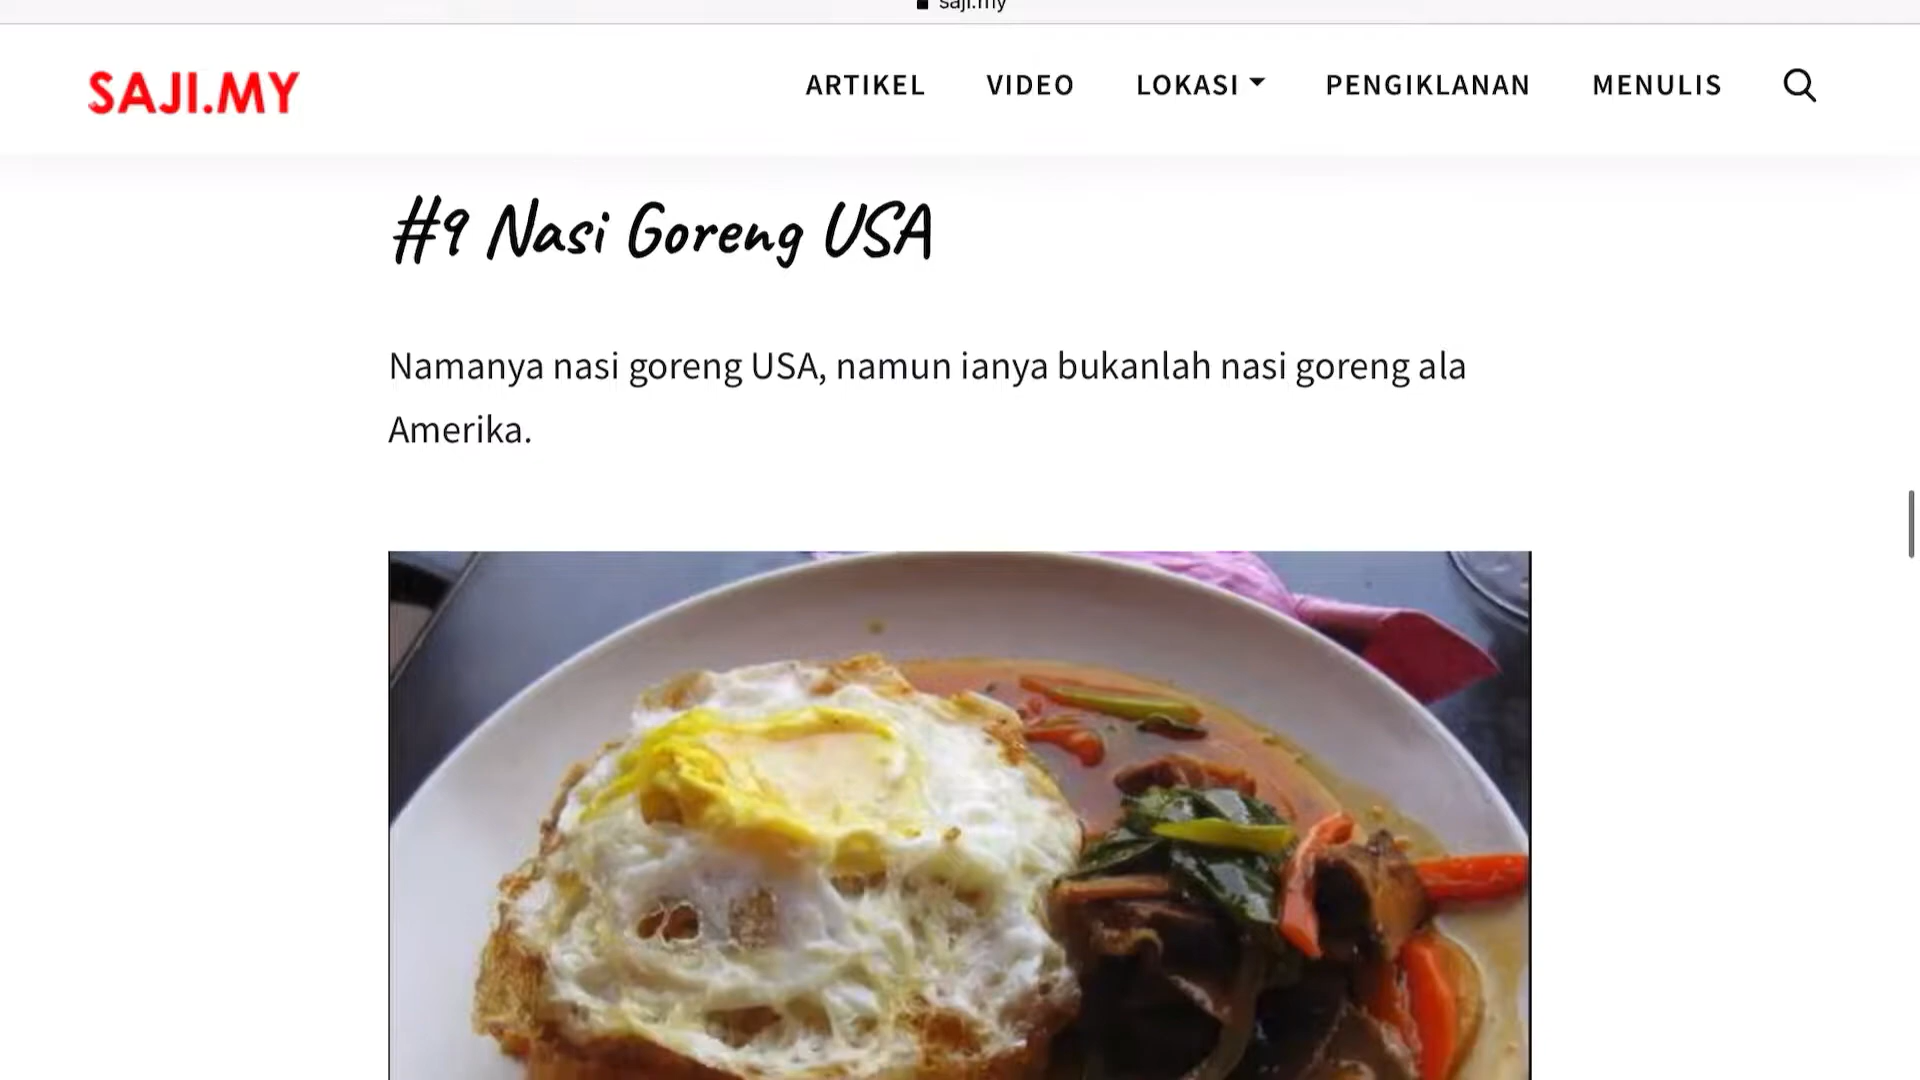 saji.my
SAJI.MY
ARTIKEL VIDEO LOKASI PENGIKLANAN MENULIS
#9 Nasi Goreng USA
Namanya nasi goreng USA, namun ianya bukanlah nasi goreng ala
Amerika.